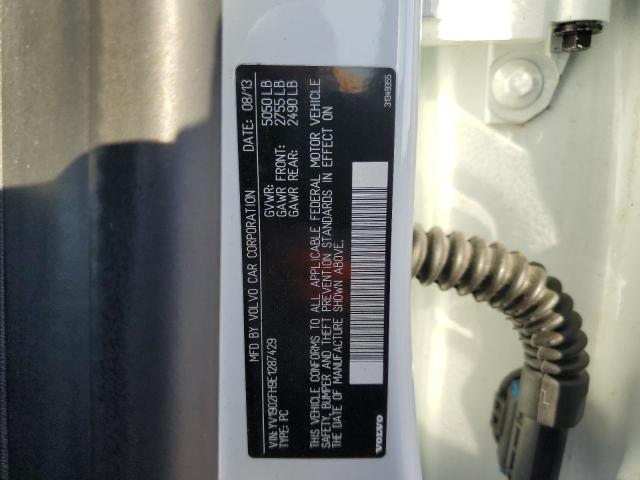 MFD BY VOLVO CAR CORPORATION DATE: 08/13
GVWR: 5050 LB
GAWR FRONT: 2755 LB
GAWR REAR: 2490 LB
VIN: YV1902FH9E1287429
TYPE: PC
THIS VEHICLE CONFORMS TO ALL APPLICABLE FEDERAL MOTOR VEHICLE
SAFETY, BUMPER AND THEFT PREVENTION STANDARDS IN EFFECT ON
THE DATE OF MANUFACTURE SHOWN ABOVE.
VOLVO
31349355